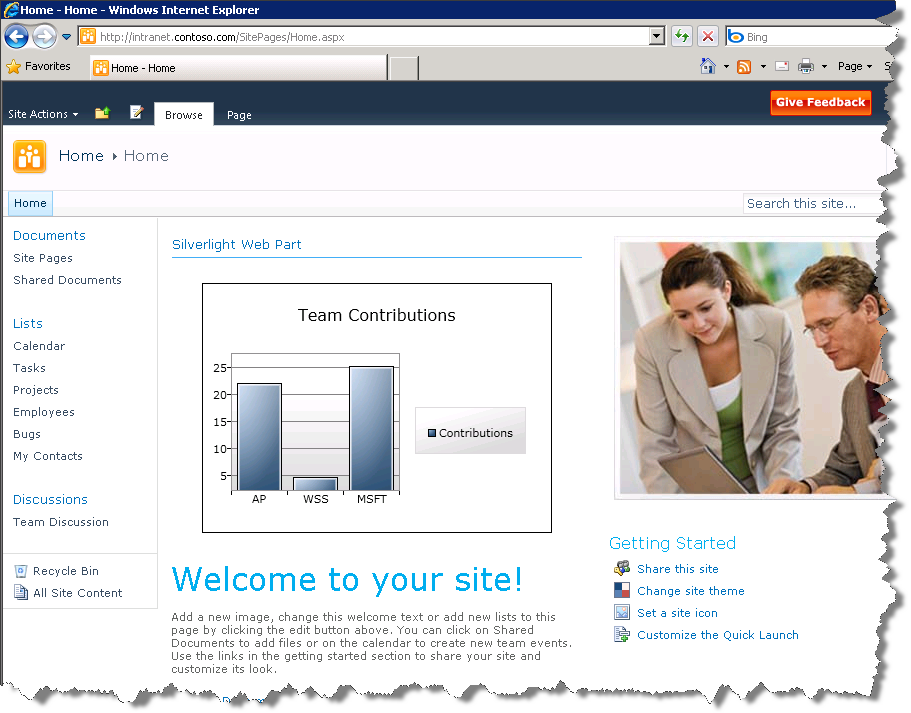 Home - Home - Windows Internet Explorer
http://intranet.contoso.com/SitePages/Home.aspx
Bing
Favorites
Home - Home
Page
Site Actions
Browse
Page
Give Feedback
Home Home
Home
Search this site...
Documents
Site Pages
Shared Documents
Lists
Calendar
Tasks
Projects
Employees
Bugs
My Contacts
Discussions
Team Discussion
Recycle Bin
All Site Content
Silverlight Web Part
Team Contributions
25
20
15
10
5
AP WSS MSFT
Contributions
Welcome to your site!
Add a new image, change this welcome text or add new lists to this
page by clicking the edit button above. You can click on Shared
Documents to add files or on the calendar to create new team events.
Use the links in the getting started section to share your site and
customize its look.
Getting Started
Share this site
Change site theme
Set a site icon
Customize the Quick Launch